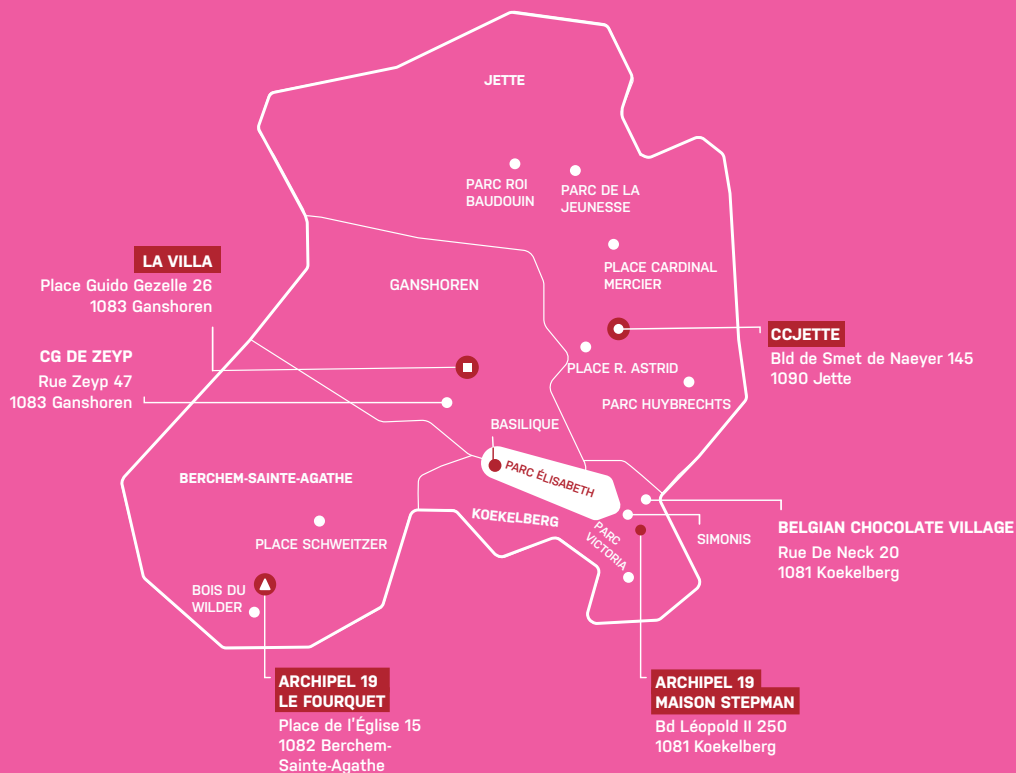 JETTE
PARC ROI
BAUDOUIN
PARC DE LA
JEUNESSE
PLACE CARDINAL
MERCIER
LA VILLA
Place Guido Gezelle 26
1083 Ganshoren
GANSHOREN
CG DE ZEYP
Rue Zeyp 47
1083 Ganshoren
CCJETTE
Bld de Smet de Naeyer 145
1090 Jette
PLACE R. ASTRID
PARC HUYBRECHTS
BASILIQUE
PARC ÉLISABETH
BERCHEM-SAINTE-AGATHE
KOEKELBERG
PARC
VICTORIA
SIMONIS
BELGIAN CHOCOLATE VILLAGE
Rue De Neck 20
1081 Koekelberg
PLACE SCHWEITZER
BOIS DU
WILDER
ARCHIPEL 19
LE FOURQUET
Place de l'Église 15
1082 Berchem-
Sainte-Agathe
ARCHIPEL 19
MAISON STEPMAN
Bd Léopold II 250
1081 Koekelberg